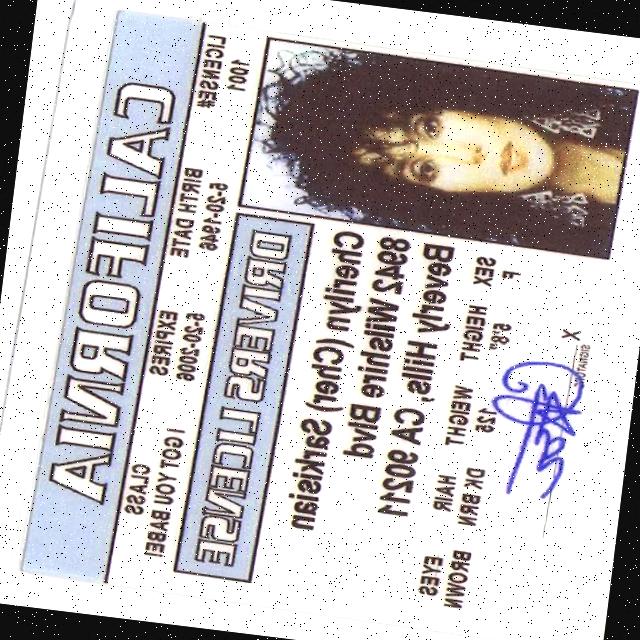 CALIFORNIA
LICENSE# BIRTH DATE EXPIRES CLASS
1001 5-20-1946 5-20-2006 I GOT YOU BABE!
DRIVERS LICENSE
Cherilyn (Cher) Sarkisian
8942 Wilshire Blvd
Beverly Hills, CA 90211
SEX HEIGHT WEIGHT HAIR EYES
F 5'8" 125 DK BRN BROWN
X
SIGNATURE
Cher